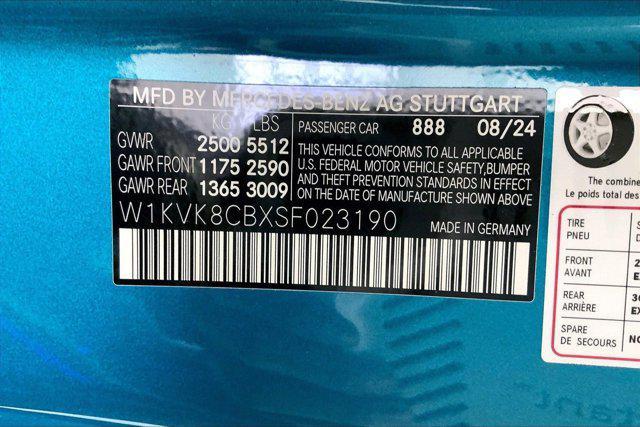 MFD BY MERCEDES-BENZ AG STUTTGART
KG LBS
GVWR 2500 5512
GAWR FRONT 1175 2590
GAWR REAR 1365 3009
PASSENGER CAR 888 08/24
THIS VEHICLE CONFORMS TO ALL APPLICABLE
U.S. FEDERAL MOTOR VEHICLE SAFETY,BUMPER
AND THEFT PREVENTION STANDARDS IN EFFECT
ON THE DATE OF MANUFACTURE SHOWN ABOVE
W1KVK8CBXSF023190
MADE IN GERMANY
The combine
Le poids total des
TIRE
PNEU
FRONT
AVANT
REAR
ARRIÈRE
SPARE
DE SECOURS